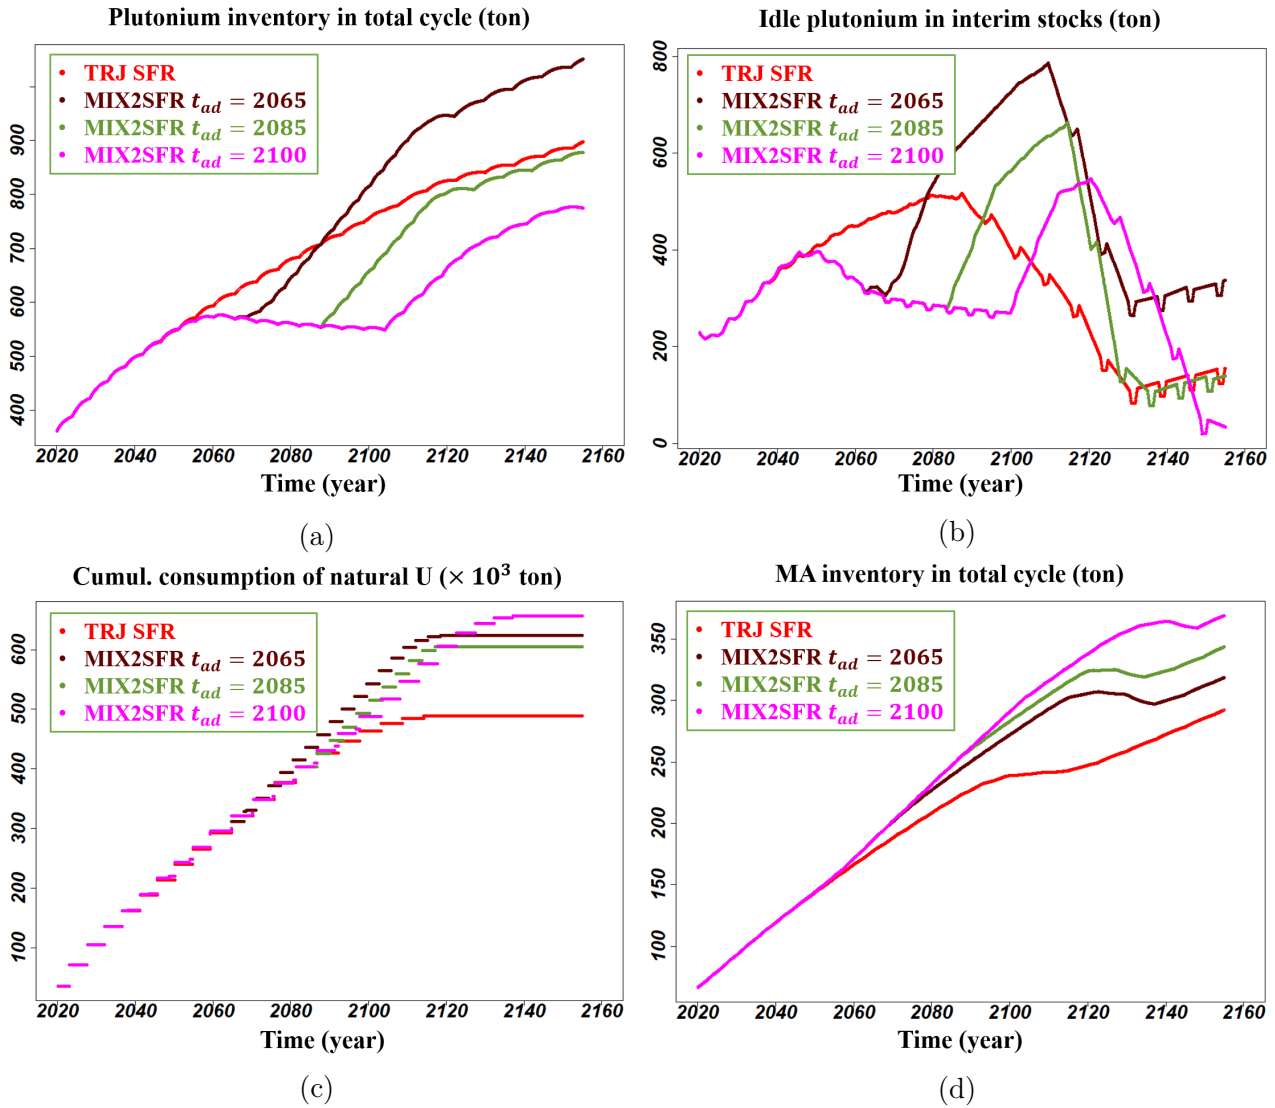 Plutonium inventory in total cycle (ton)
TRJ SFR
MIX2SFR t_ad = 2065
MIX2SFR t_ad = 2085
MIX2SFR t_ad = 2100
900
800
700
600
500
400
2020 2040 2060 2080 2100 2120 2140 2160
Time (year)
(a)
Idle plutonium in interim stocks (ton)
TRJ SFR
MIX2SFR t_ad = 2065
MIX2SFR t_ad = 2085
MIX2SFR t_ad = 2100
800
600
400
200
0
2020 2040 2060 2080 2100 2120 2140 2160
Time (year)
(b)
Cumul. consumption of natural U (× 10³ ton)
TRJ SFR
MIX2SFR t_ad = 2065
MIX2SFR t_ad = 2085
MIX2SFR t_ad = 2100
600
500
400
300
200
100
2020 2040 2060 2080 2100 2120 2140 2160
Time (year)
(c)
MA inventory in total cycle (ton)
TRJ SFR
MIX2SFR t_ad = 2065
MIX2SFR t_ad = 2085
MIX2SFR t_ad = 2100
350
300
250
200
150
100
2020 2040 2060 2080 2100 2120 2140 2160
Time (year)
(d)